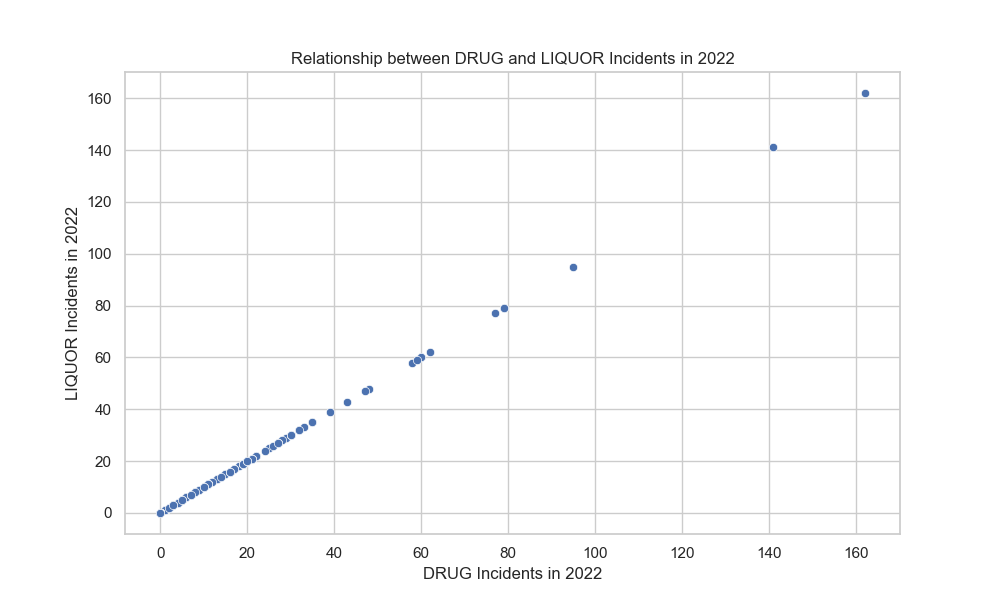 Relationship between DRUG and LIQUOR Incidents in 2022
160
140
120
100
80
60
40
20
0
LIQUOR Incidents in 2022
0 20 40 60 80 100 120 140 160
DRUG Incidents in 2022